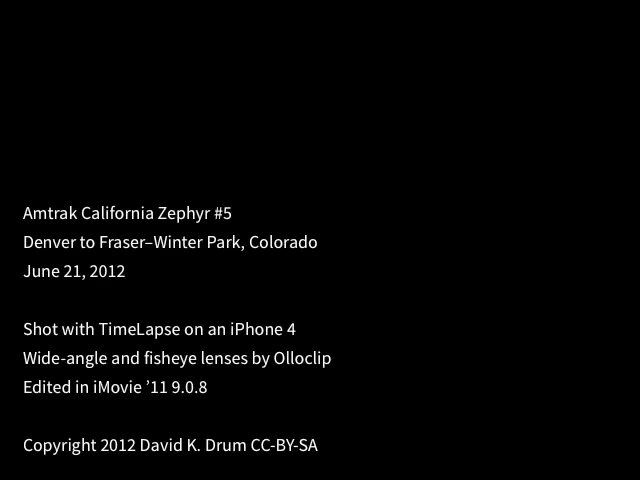 Amtrak California Zephyr #5
Denver to Fraser–Winter Park, Colorado
June 21, 2012
Shot with TimeLapse on an iPhone 4
Wide-angle and fisheye lenses by Olloclip
Edited in iMovie ’11 9.0.8
Copyright 2012 David K. Drum CC-BY-SA